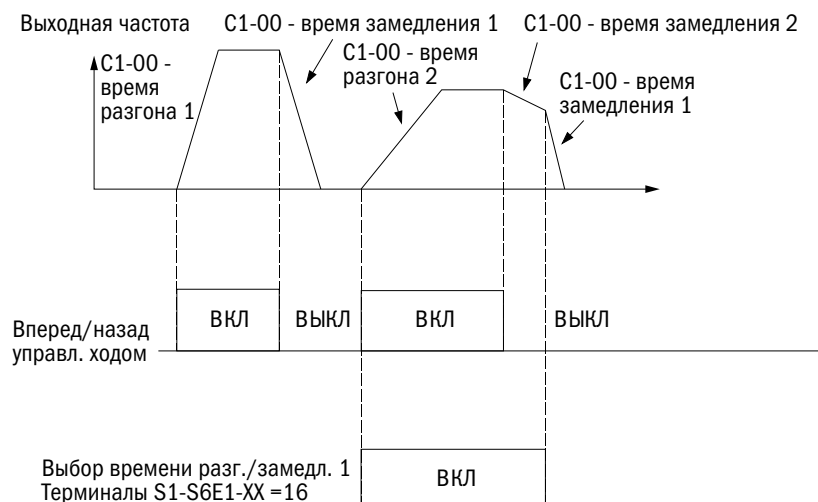 Выходная частота
C1-00 - время замедления 1
C1-00 - время замедления 2
C1-00 -
время
разгона 1
C1-00 - время
разгона 2
C1-00 - время
замедления 1
ВКЛ
ВЫКЛ
ВКЛ
ВЫКЛ
Вперед/назад
управл. ходом
Выбор времени разг./замедл. 1
Терминалы S1-S6E1-XX =16
ВКЛ